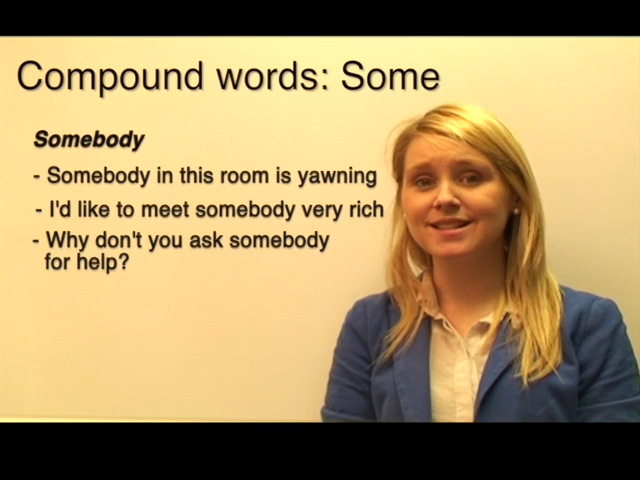 Compound words: Some
Somebody
- Somebody in this room is yawning
- I'd like to meet somebody very rich
- Why don't you ask somebody
for help?